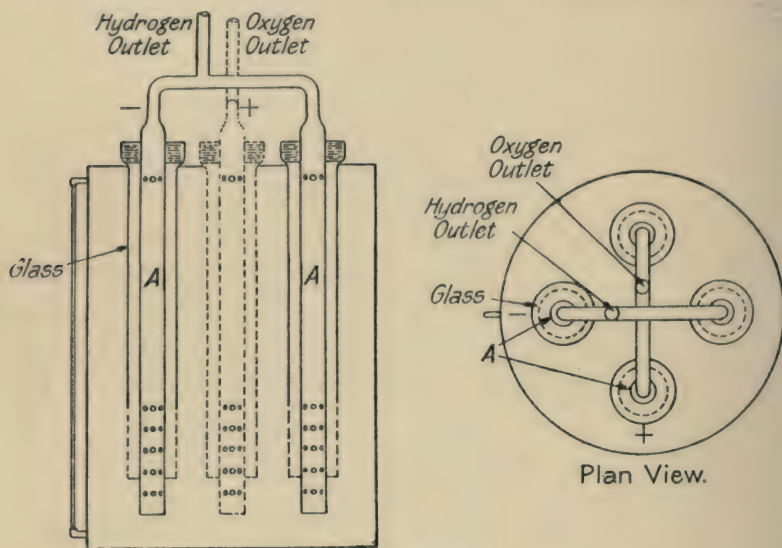 Hydrogen
Outlet
Oxygen
Outlet
− +
Glass
A A
Oxygen
Outlet
Hydrogen
Outlet
Glass
−
A
+
Plan View.